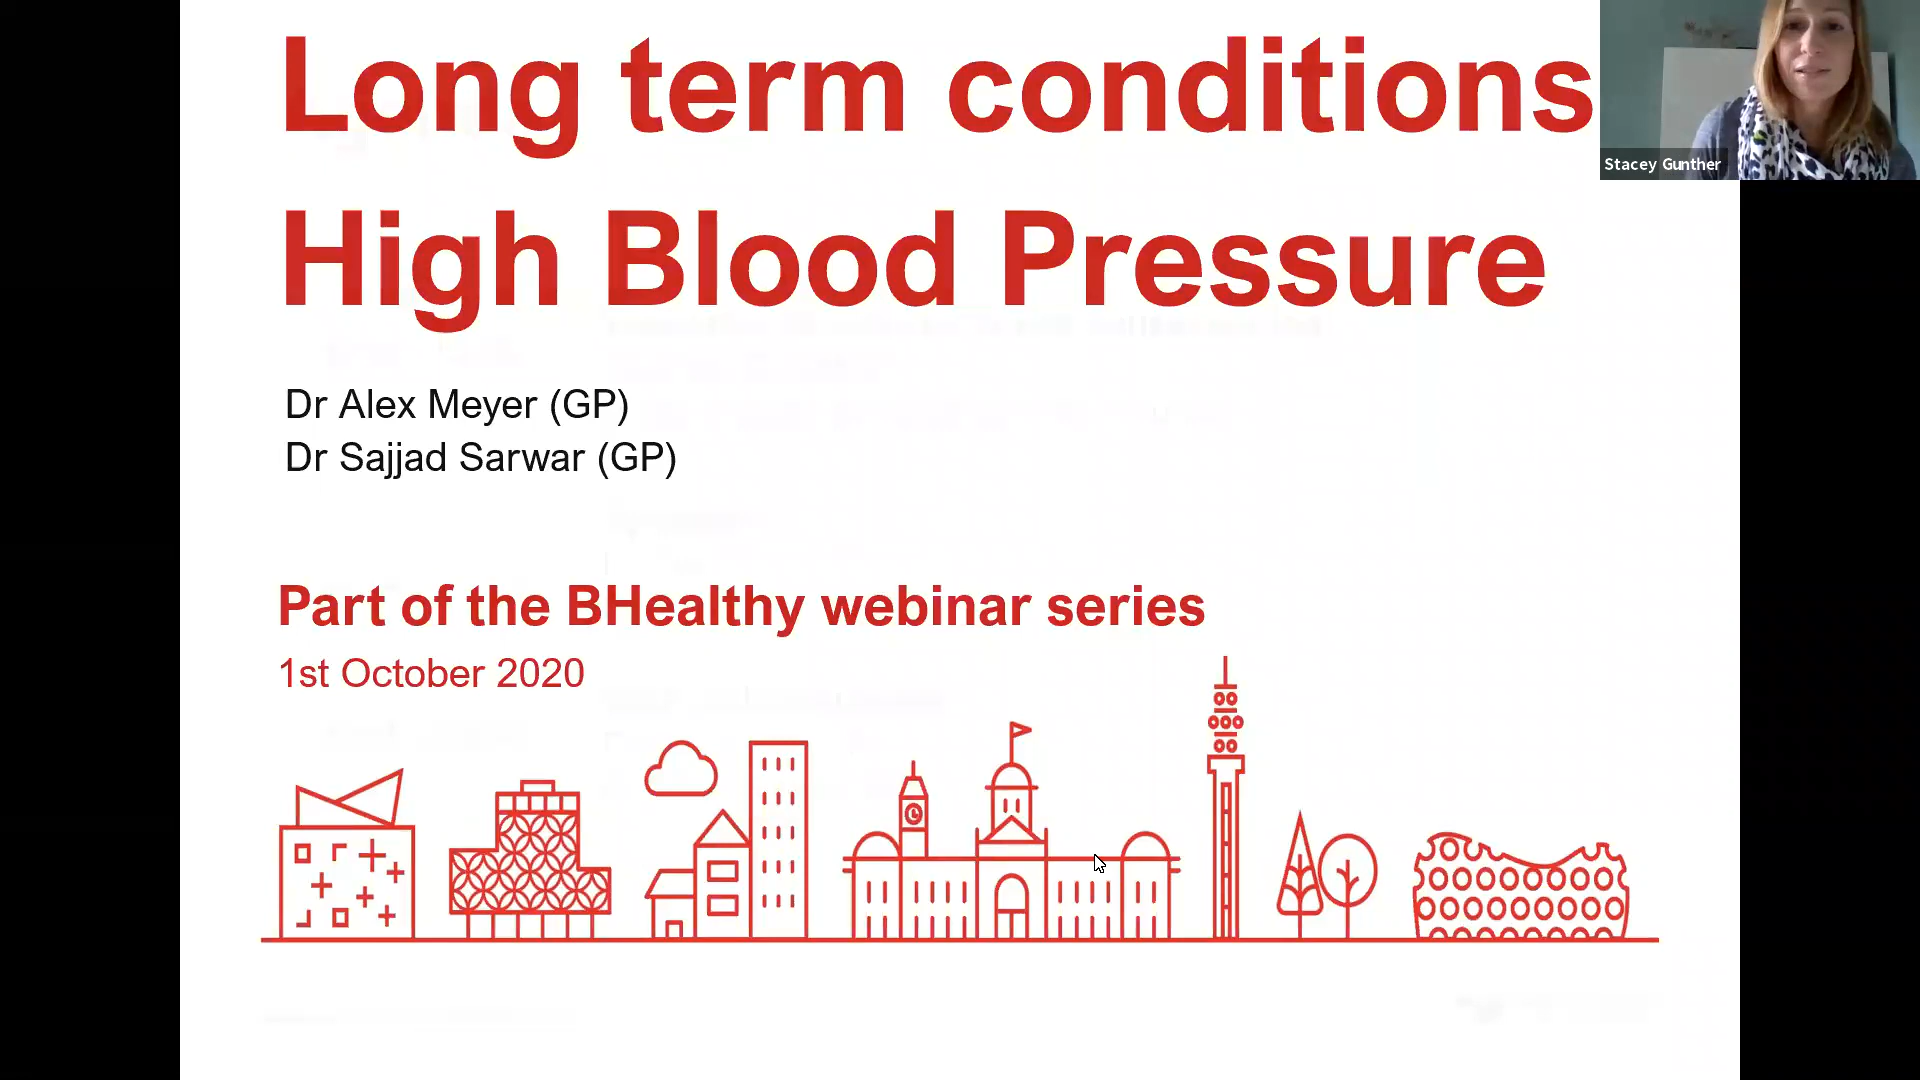 Long term conditions
High Blood Pressure
Stacey Gunther
Dr Alex Meyer (GP)
Dr Sajjad Sarwar (GP)
Part of the BHealthy webinar series
1st October 2020